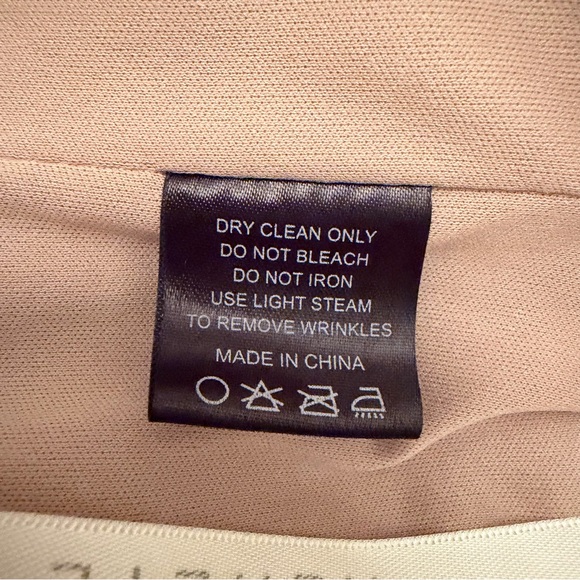 DRY CLEAN ONLY
DO NOT BLEACH
DO NOT IRON
USE LIGHT STEAM
TO REMOVE WRINKLES
MADE IN CHINA